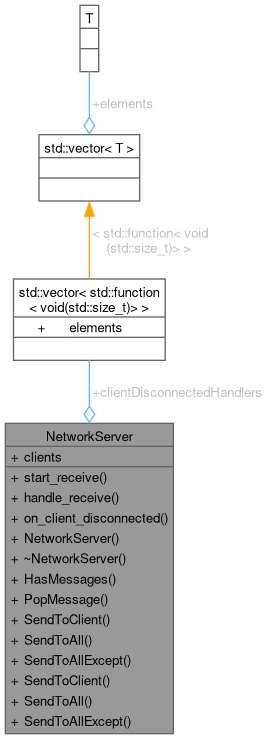 T
+elements
std::vector< T >
< std::function< void
(std::size_t)> >
std::vector< std::function
< void(std::size_t)> >
+ elements
+clientDisconnectedHandlers
NetworkServer
+ clients
+ start_receive()
+ handle_receive()
+ on_client_disconnected()
+ NetworkServer()
+ ~NetworkServer()
+ HasMessages()
+ PopMessage()
+ SendToClient()
+ SendToAll()
+ SendToAllExcept()
+ SendToClient()
+ SendToAll()
+ SendToAllExcept()